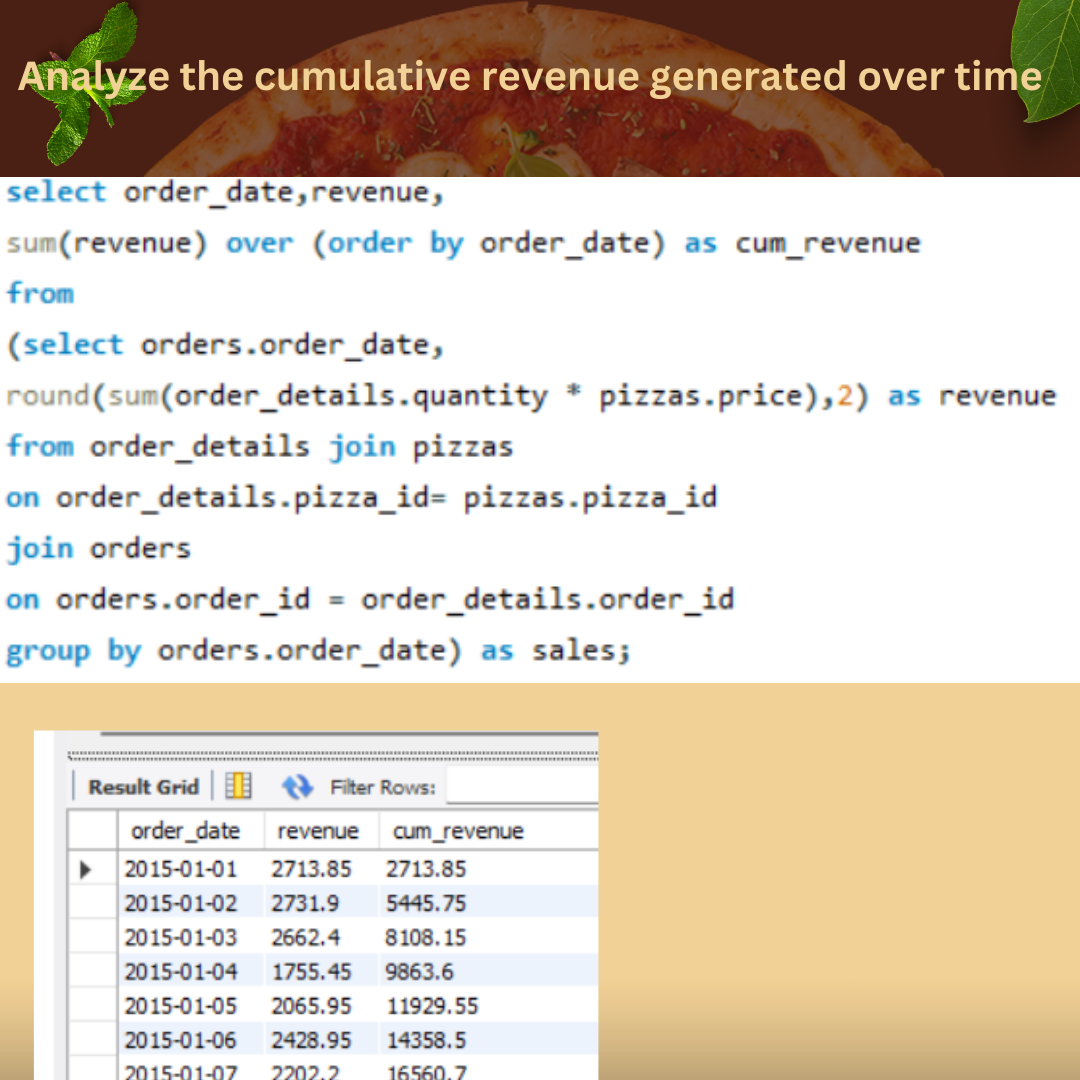 Analyze the cumulative revenue generated over time
select order_date,revenue,
sum(revenue) over (order by order_date) as cum_revenue
from
(select orders.order_date,
round(sum(order_details.quantity * pizzas.price),2) as revenue
from order_details join pizzas
on order_details.pizza_id= pizzas.pizza_id
join orders
on orders.order_id = order_details.order_id
group by orders.order_date) as sales;
Result Grid Filter Rows:
order_date revenue cum_revenue
2015-01-01 2713.85 2713.85
2015-01-02 2731.9 5445.75
2015-01-03 2662.4 8108.15
2015-01-04 1755.45 9863.6
2015-01-05 2065.95 11929.55
2015-01-06 2428.95 14358.5
2015-01-07 2202.2 16560.7